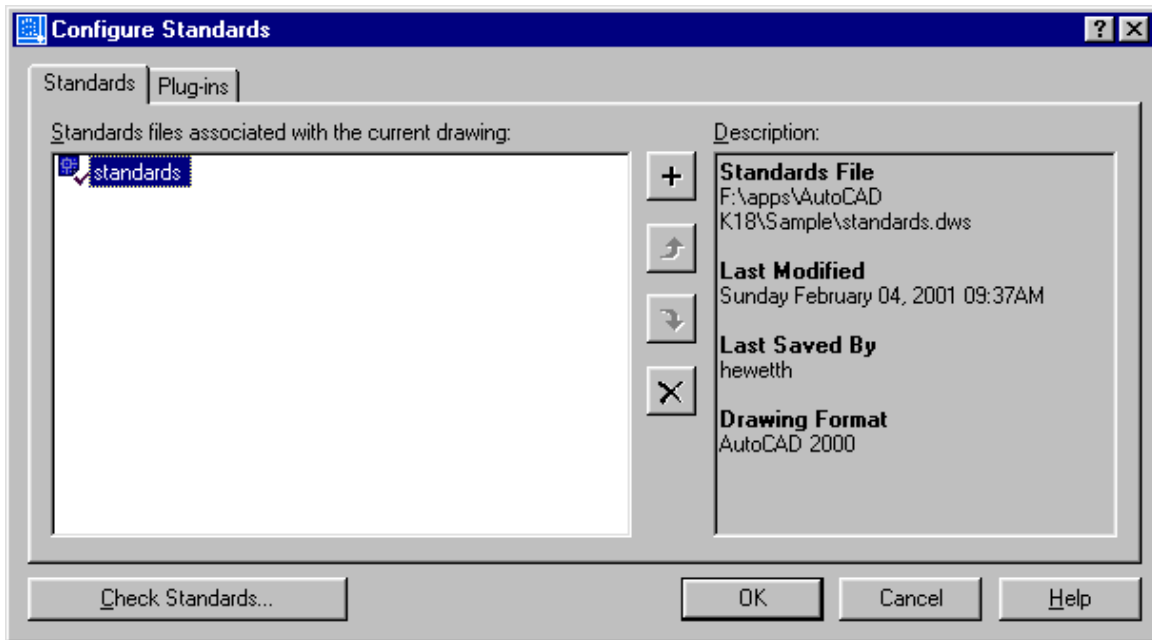 Configure Standards
Standards Plug-ins
Standards files associated with the current drawing:
standards
Description:
Standards File
F:\apps\AutoCAD
K18\Sample\standards.dws
Last Modified
Sunday February 04, 2001 09:37AM
Last Saved By
hewetth
Drawing Format
AutoCAD 2000
Check Standards... OK Cancel Help